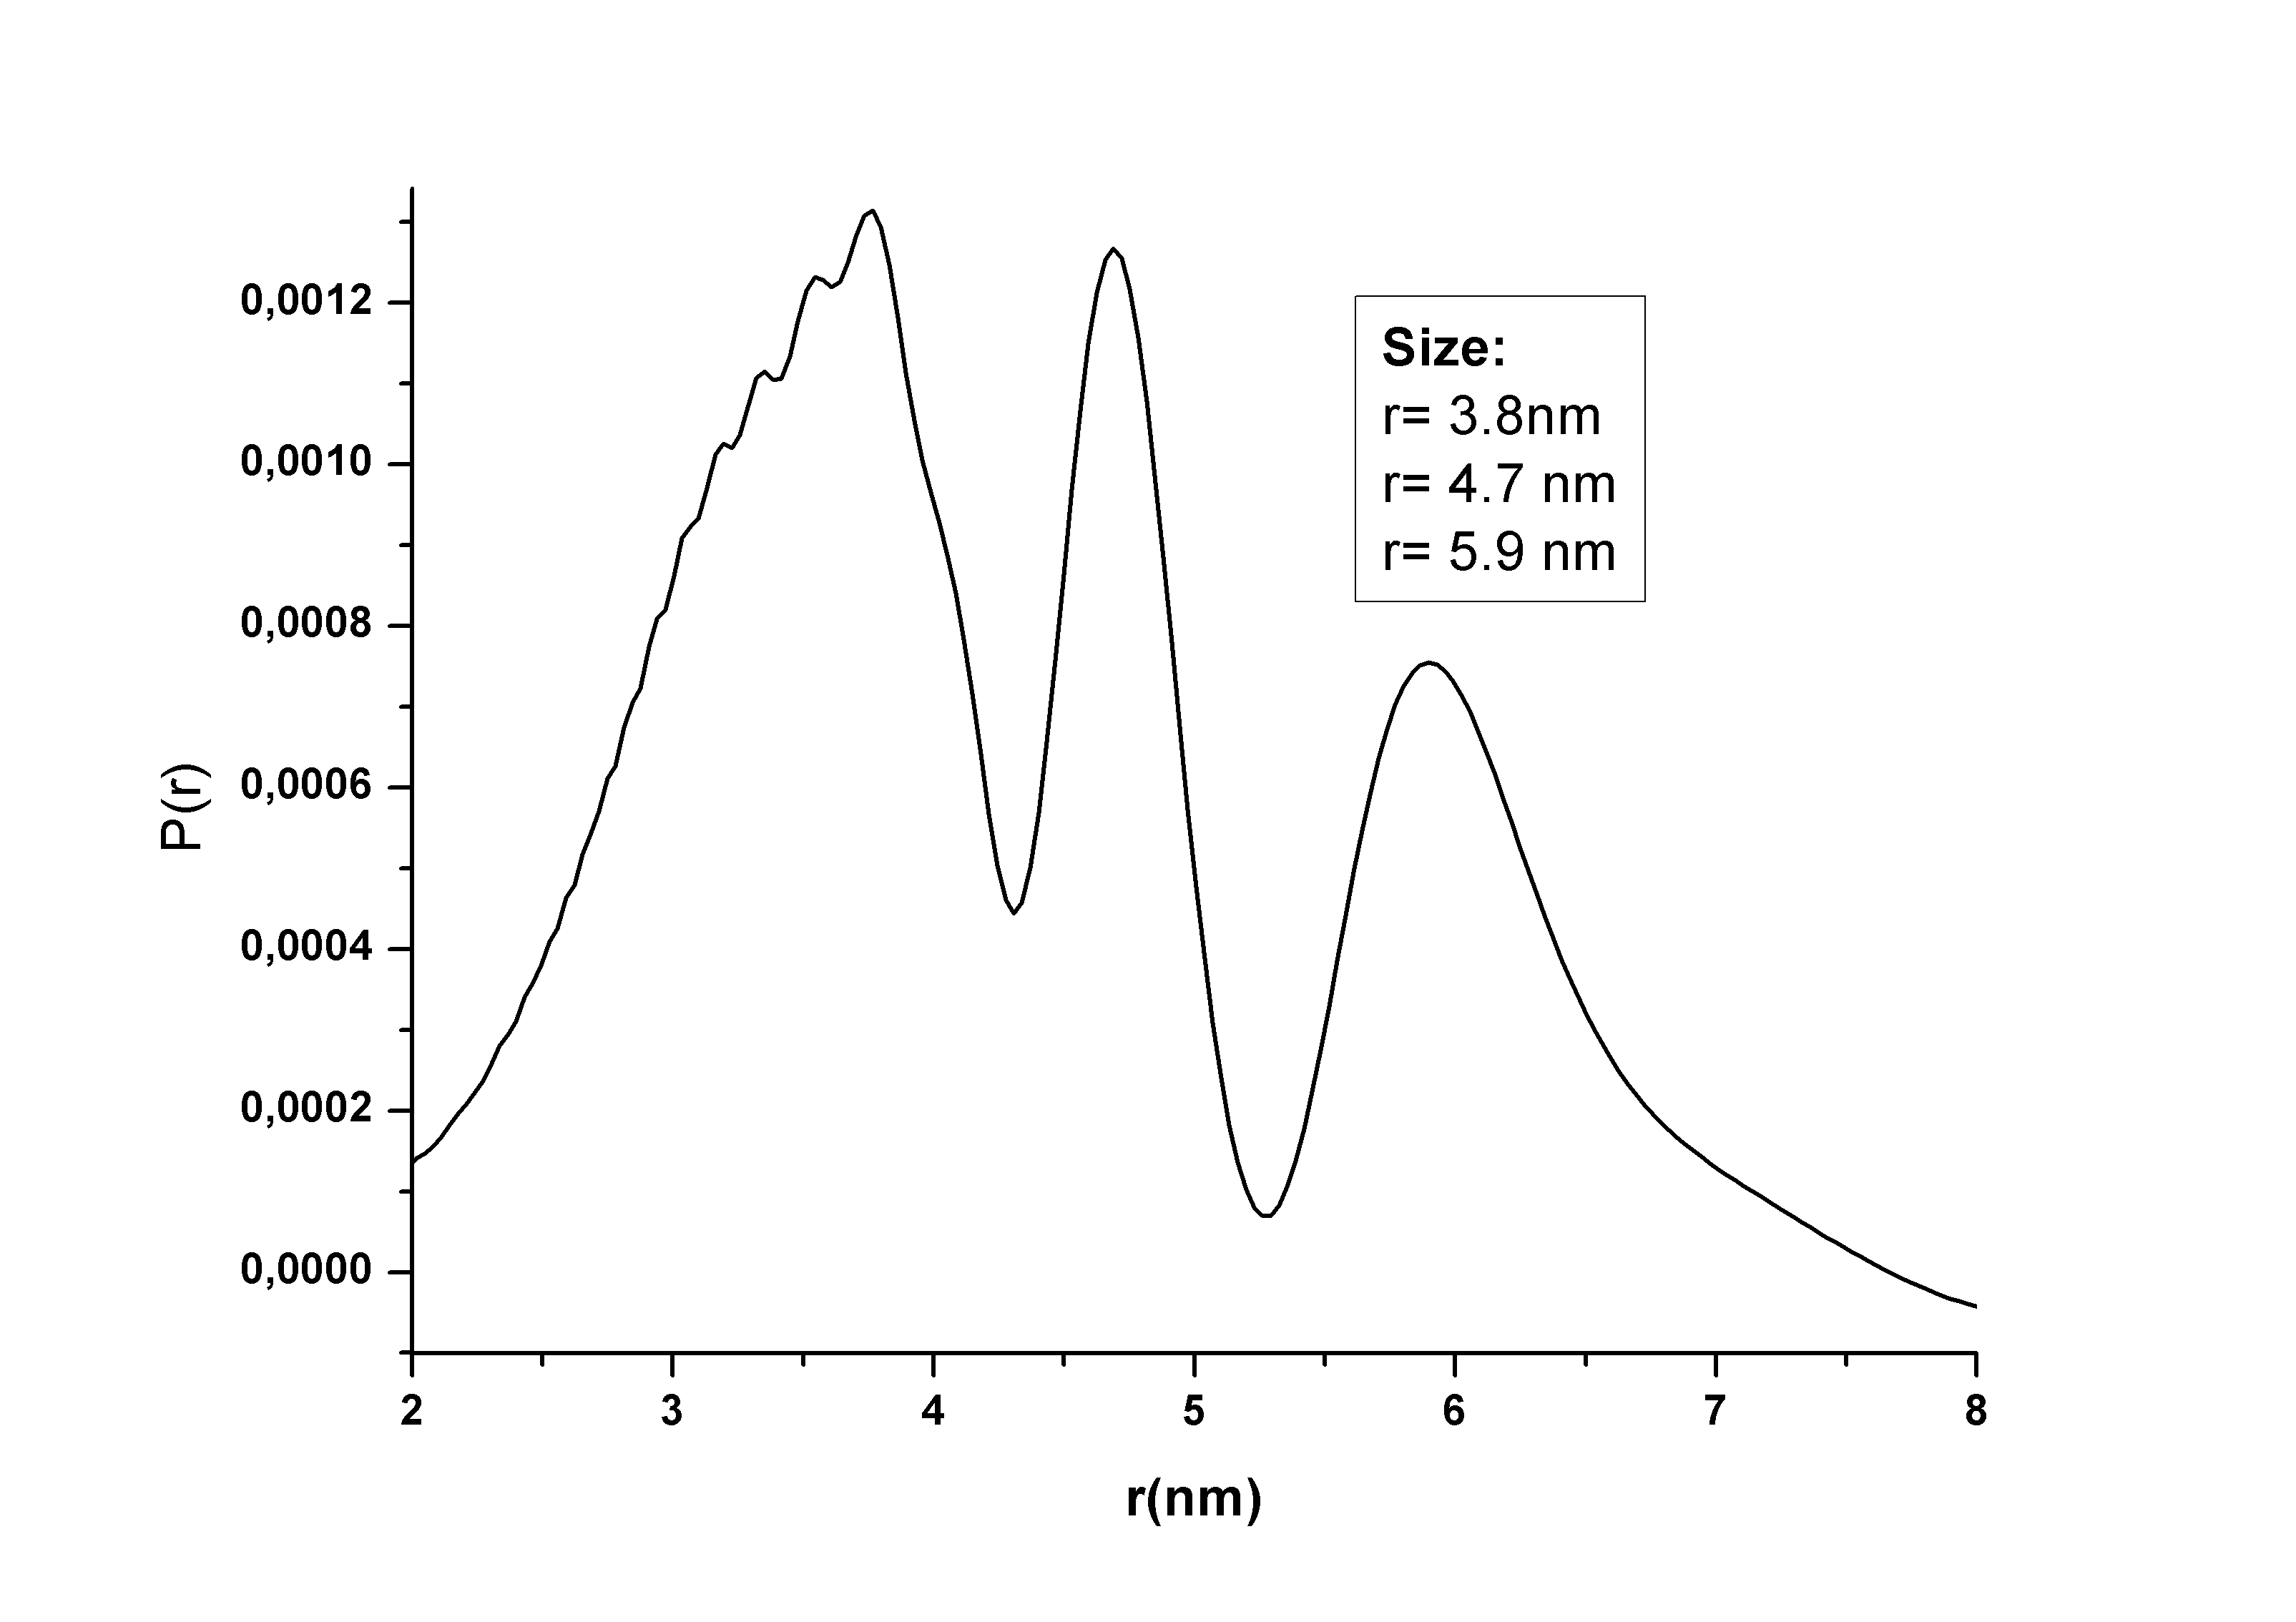 0,0012
0,0010
0,0008
0,0006
0,0004
0,0002
0,0000
P(r)
Size:
r= 3.8nm
r= 4.7 nm
r= 5.9 nm
2 3 4 5 6 7 8
r(nm)